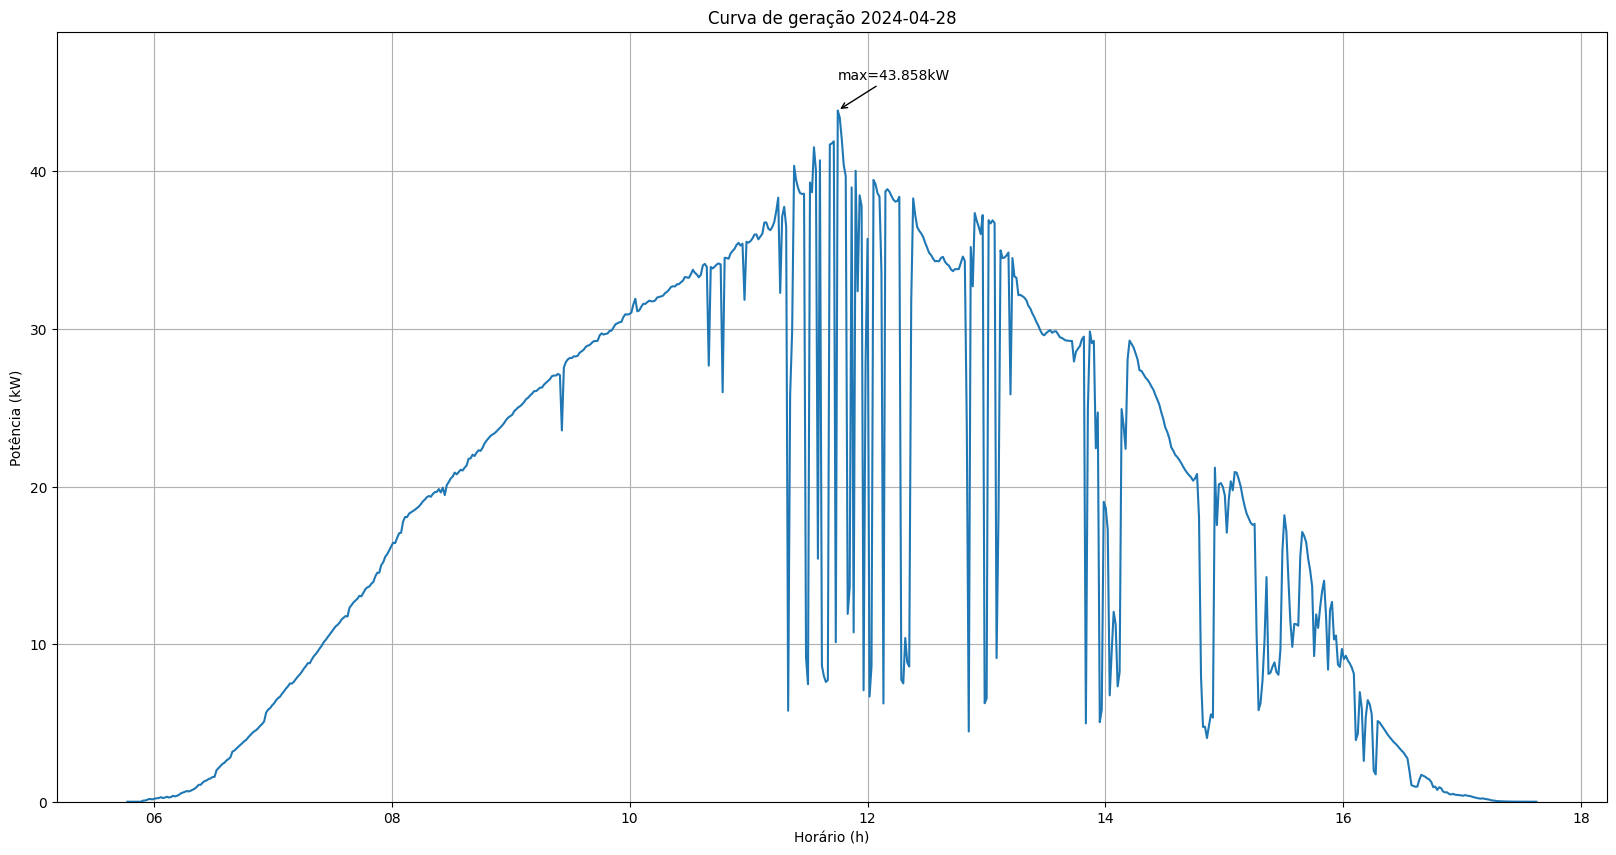 Curva de geração 2024-04-28
max=43.858kW
40
30
20
10
0
Potência (kW)
06 08 10 12 14 16 18
Horário (h)